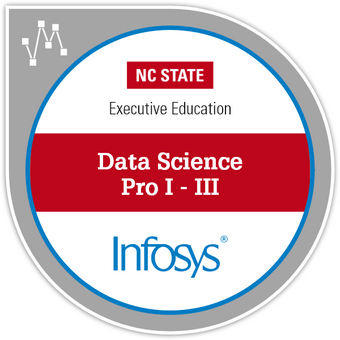 NC STATE
Executive Education
Data Science
Pro I - III
Infosys®